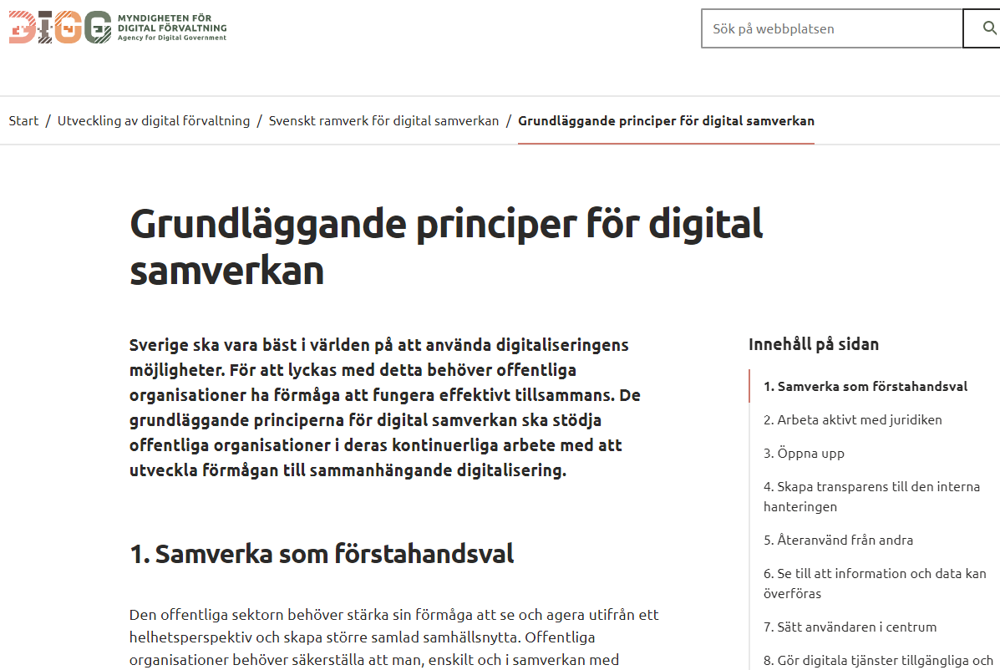 DIGG
MYNDIGHETEN FÖR
DIGITAL FÖRVALTNING
Agency for Digital Government
Sök på webbplatsen
Start / Utveckling av digital förvaltning / Svenskt ramverk för digital samverkan / Grundläggande principer för digital samverkan
Grundläggande principer för digital
samverkan
Sverige ska vara bäst i världen på att använda digitaliseringens
möjligheter. För att lyckas med detta behöver offentliga
organisationer ha förmåga att fungera effektivt tillsammans. De
grundläggande principerna för digital samverkan ska stödja
offentliga organisationer i deras kontinuerliga arbete med att
utveckla förmågan till sammanhängande digitalisering.
1. Samverka som förstahandsval
Den offentliga sektorn behöver stärka sin förmåga att se och agera utifrån ett
helhetsperspektiv och skapa större samlad samhällsnytta. Offentliga
organisationer behöver säkerställa att man, enskilt och i samverkan med
Innehåll på sidan
1. Samverka som förstahandsval
2. Arbeta aktivt med juridiken
3. Öppna upp
4. Skapa transparens till den interna
hanteringen
5. Återanvänd från andra
6. Se till att information och data kan
överföras
7. Sätt användaren i centrum
8. Gör digitala tjänster tillgängliga och